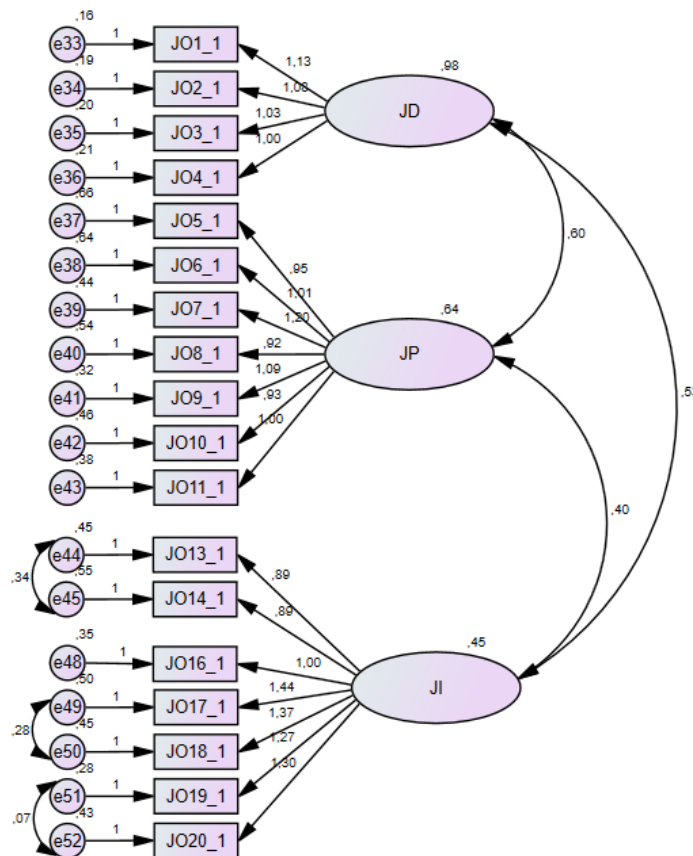 ,16
e33 1 JO1_1
,19
e34 1 JO2_1
,20
e35 1 JO3_1
,21
e36 1 JO4_1
,66
e37 1 JO5_1
,64
e38 1 JO6_1
,44
e39 1 JO7_1
,54
e40 1 JO8_1
,32
e41 1 JO9_1
,46
e42 1 JO10_1
,38
e43 1 JO11_1
,45
e44 1 JO13_1
,55
e45 1 JO14_1
,34
,35
e48 1 JO16_1
,50
e49 1 JO17_1
,45
e50 1 JO18_1
,28
,28
e51 1 JO19_1
,43
e52 1 JO20_1
,07
1,13
1,08
1,03
1,00
,98
JD
,95
1,01
1,20
,92
1,09
,93
1,00
,64
JP
,89
,89
1,00
1,44
1,37
1,27
1,30
,45
JI
,60
,40